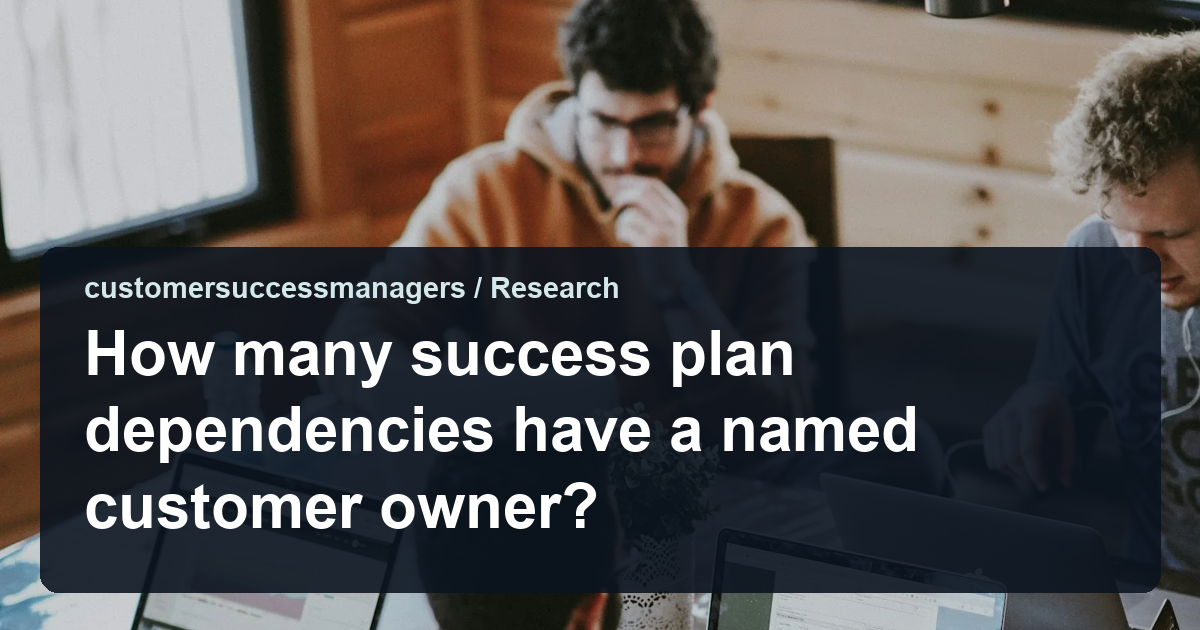 customersuccessmanagers / Research
How many success plan
dependencies have a named
customer owner?